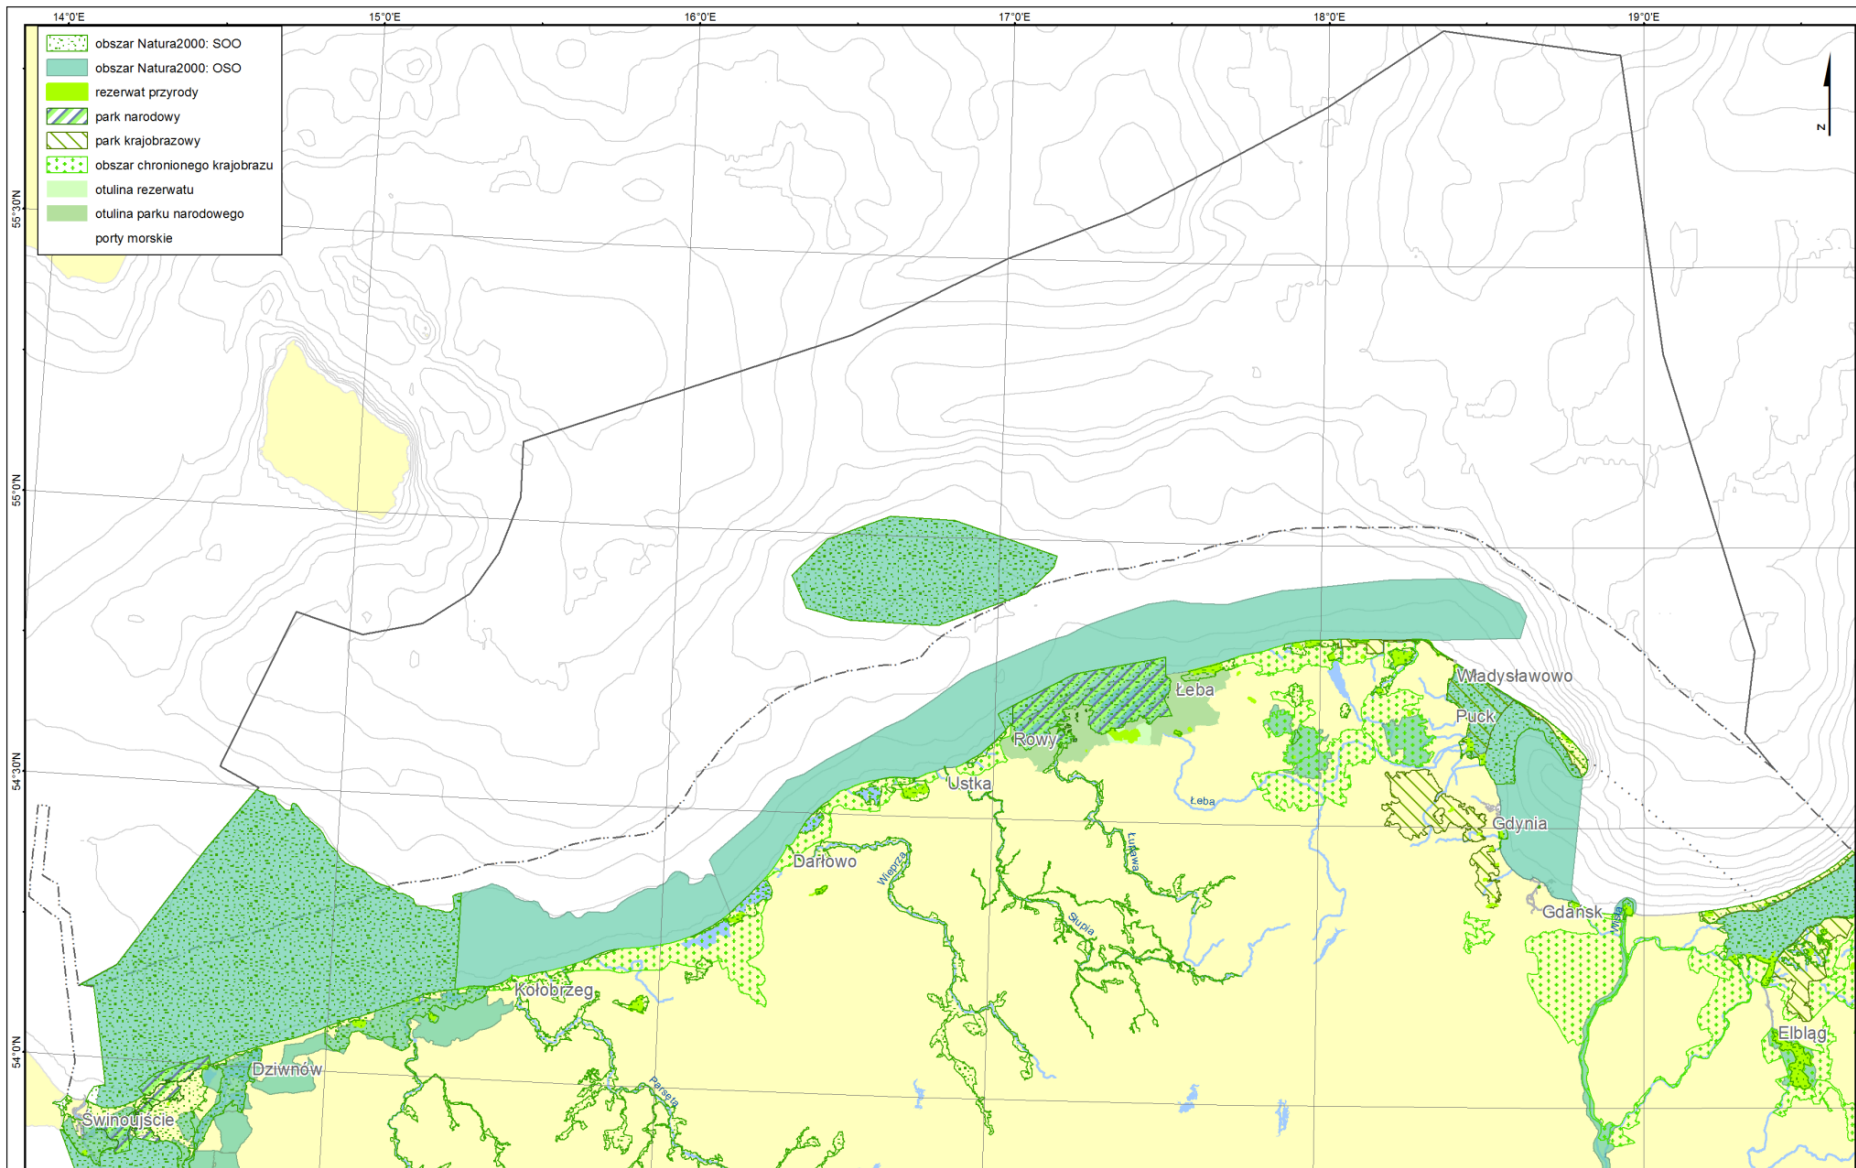 14°0'E 15°0'E 16°0'E 17°0'E 18°0'E 19°0'E
obszar Natura2000: SOO
obszar Natura2000: OSO
rezerwat przyrody
park narodowy
park krajobrazowy
obszar chronionego krajobrazu
otulina rezerwatu
otulina parku narodowego
porty morskie
N
55°30'N
55°0'N
54°30'N
54°0'N
Władysławowo
Łeba
Puck
Rowy
Ustka
Łeba
Gdynia
Łupawa
Darłowo
Wieprza
Gdańsk
Wisła
Słupia
Kołobrzeg
Elbląg
Dziwnów
Parsęta
Świnoujście